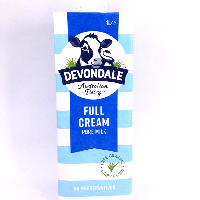 1L
DEVONDALE
Australian
Dairy
FULL
CREAM
PURE MILK
NO PRESERVATIVES